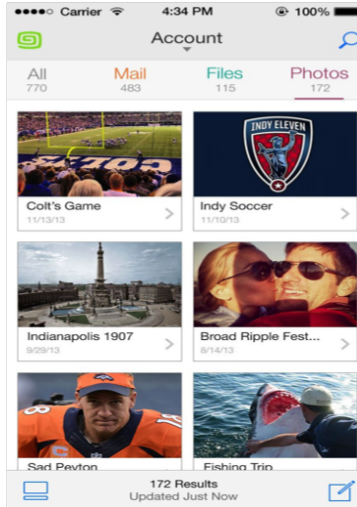 Carrier 4:34 PM 100%
Account
All Mail Files Photos
770 483 115 172
COLTS
INDY ELEVEN
Colt's Game
11/13/13
Indy Soccer
11/10/13
Indianapolis 1907
9/29/13
Broad Ripple Fest...
8/14/13
18
Sad Peyton
Fishing Trip
172 Results
Updated Just Now